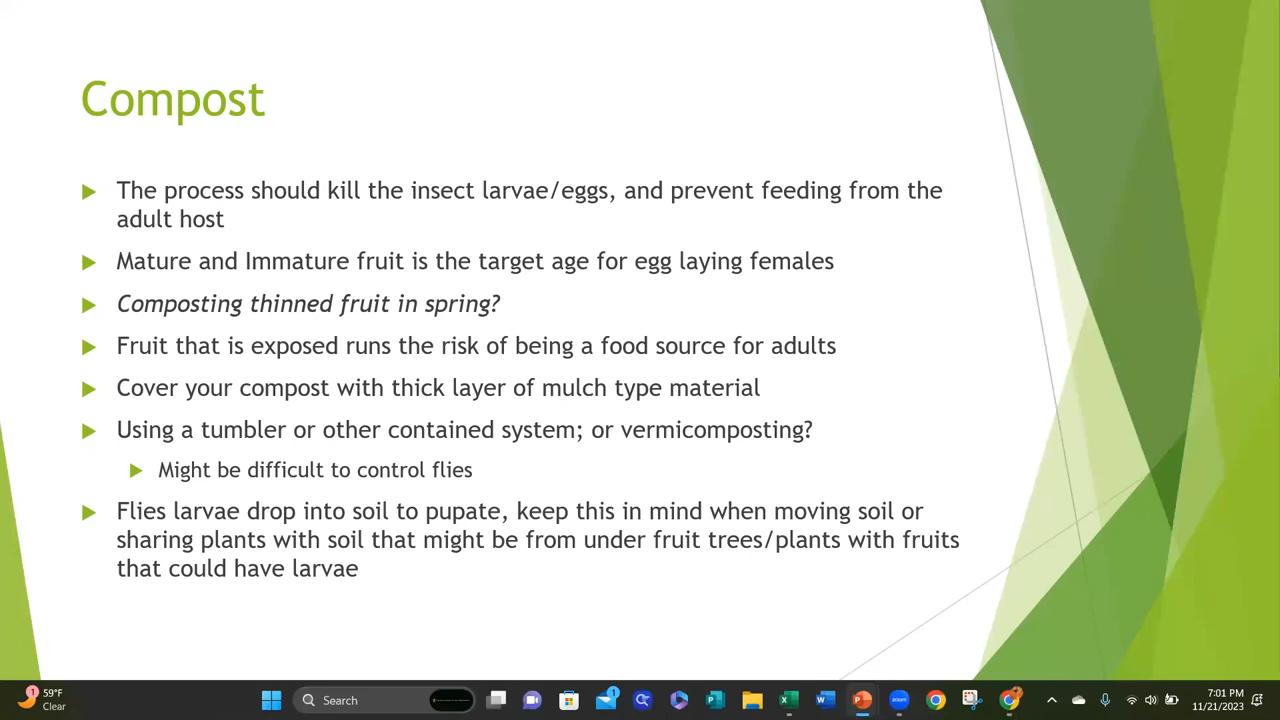 Compost
The process should kill the insect larvae/eggs, and prevent feeding from the
adult host
Mature and Immature fruit is the target age for egg laying females
Composting thinned fruit in spring?
Fruit that is exposed runs the risk of being a food source for adults
Cover your compost with thick layer of mulch type material
Using a tumbler or other contained system; or vermicomposting?
Might be difficult to control flies
Flies larvae drop into soil to pupate, keep this in mind when moving soil or
sharing plants with soil that might be from under fruit trees/plants with fruits
that could have larvae
1
59°F
Clear
Search
1
zoom
7:01 PM
11/21/2023